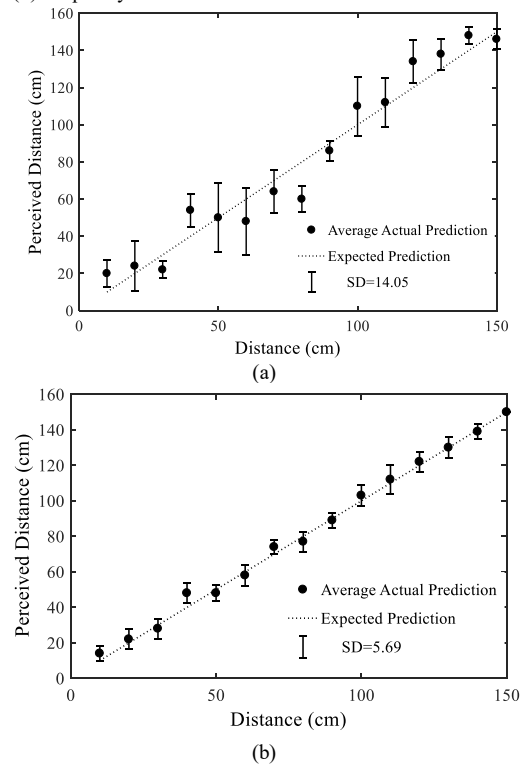 160
140
120
100
80
60
40
20
0
Perceived Distance (cm)
Average Actual Prediction
Expected Prediction
SD=14.05
0 50 100 150
Distance (cm)
(a)
160
140
120
100
80
60
40
20
0
Perceived Distance (cm)
Average Actual Prediction
Expected Prediction
SD=5.69
0 50 100 150
Distance (cm)
(b)